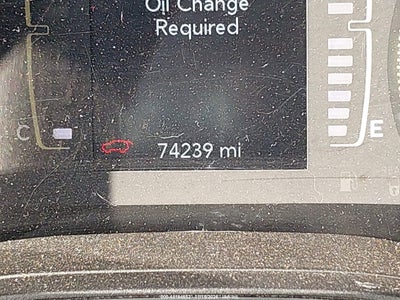 Oil Change
Required
C
E
74239 mi